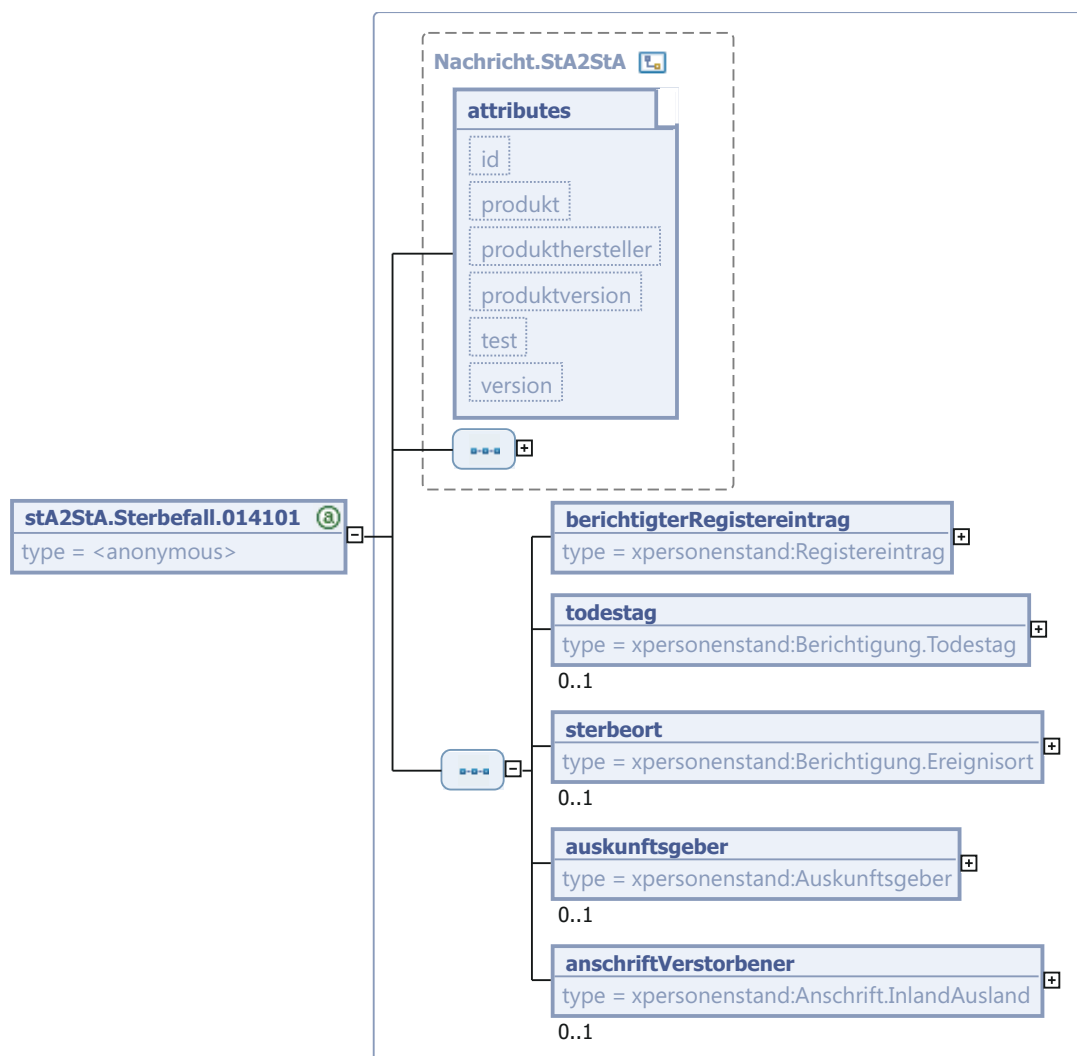 Nachricht.StA2StA
attributes
id
produkt
produkthersteller
produktversion
test
version
stA2StA.Sterbefall.014101
type = <anonymous>
berichtigterRegistereintrag
type = xpersonenstand:Registereintrag
todestag
type = xpersonenstand:Berichtigung.Todestag
0..1
sterbeort
type = xpersonenstand:Berichtigung.Ereignisort
0..1
auskunftsgeber
type = xpersonenstand:Auskunftsgeber
0..1
anschriftVerstorbener
type = xpersonenstand:Anschrift.InlandAusland
0..1